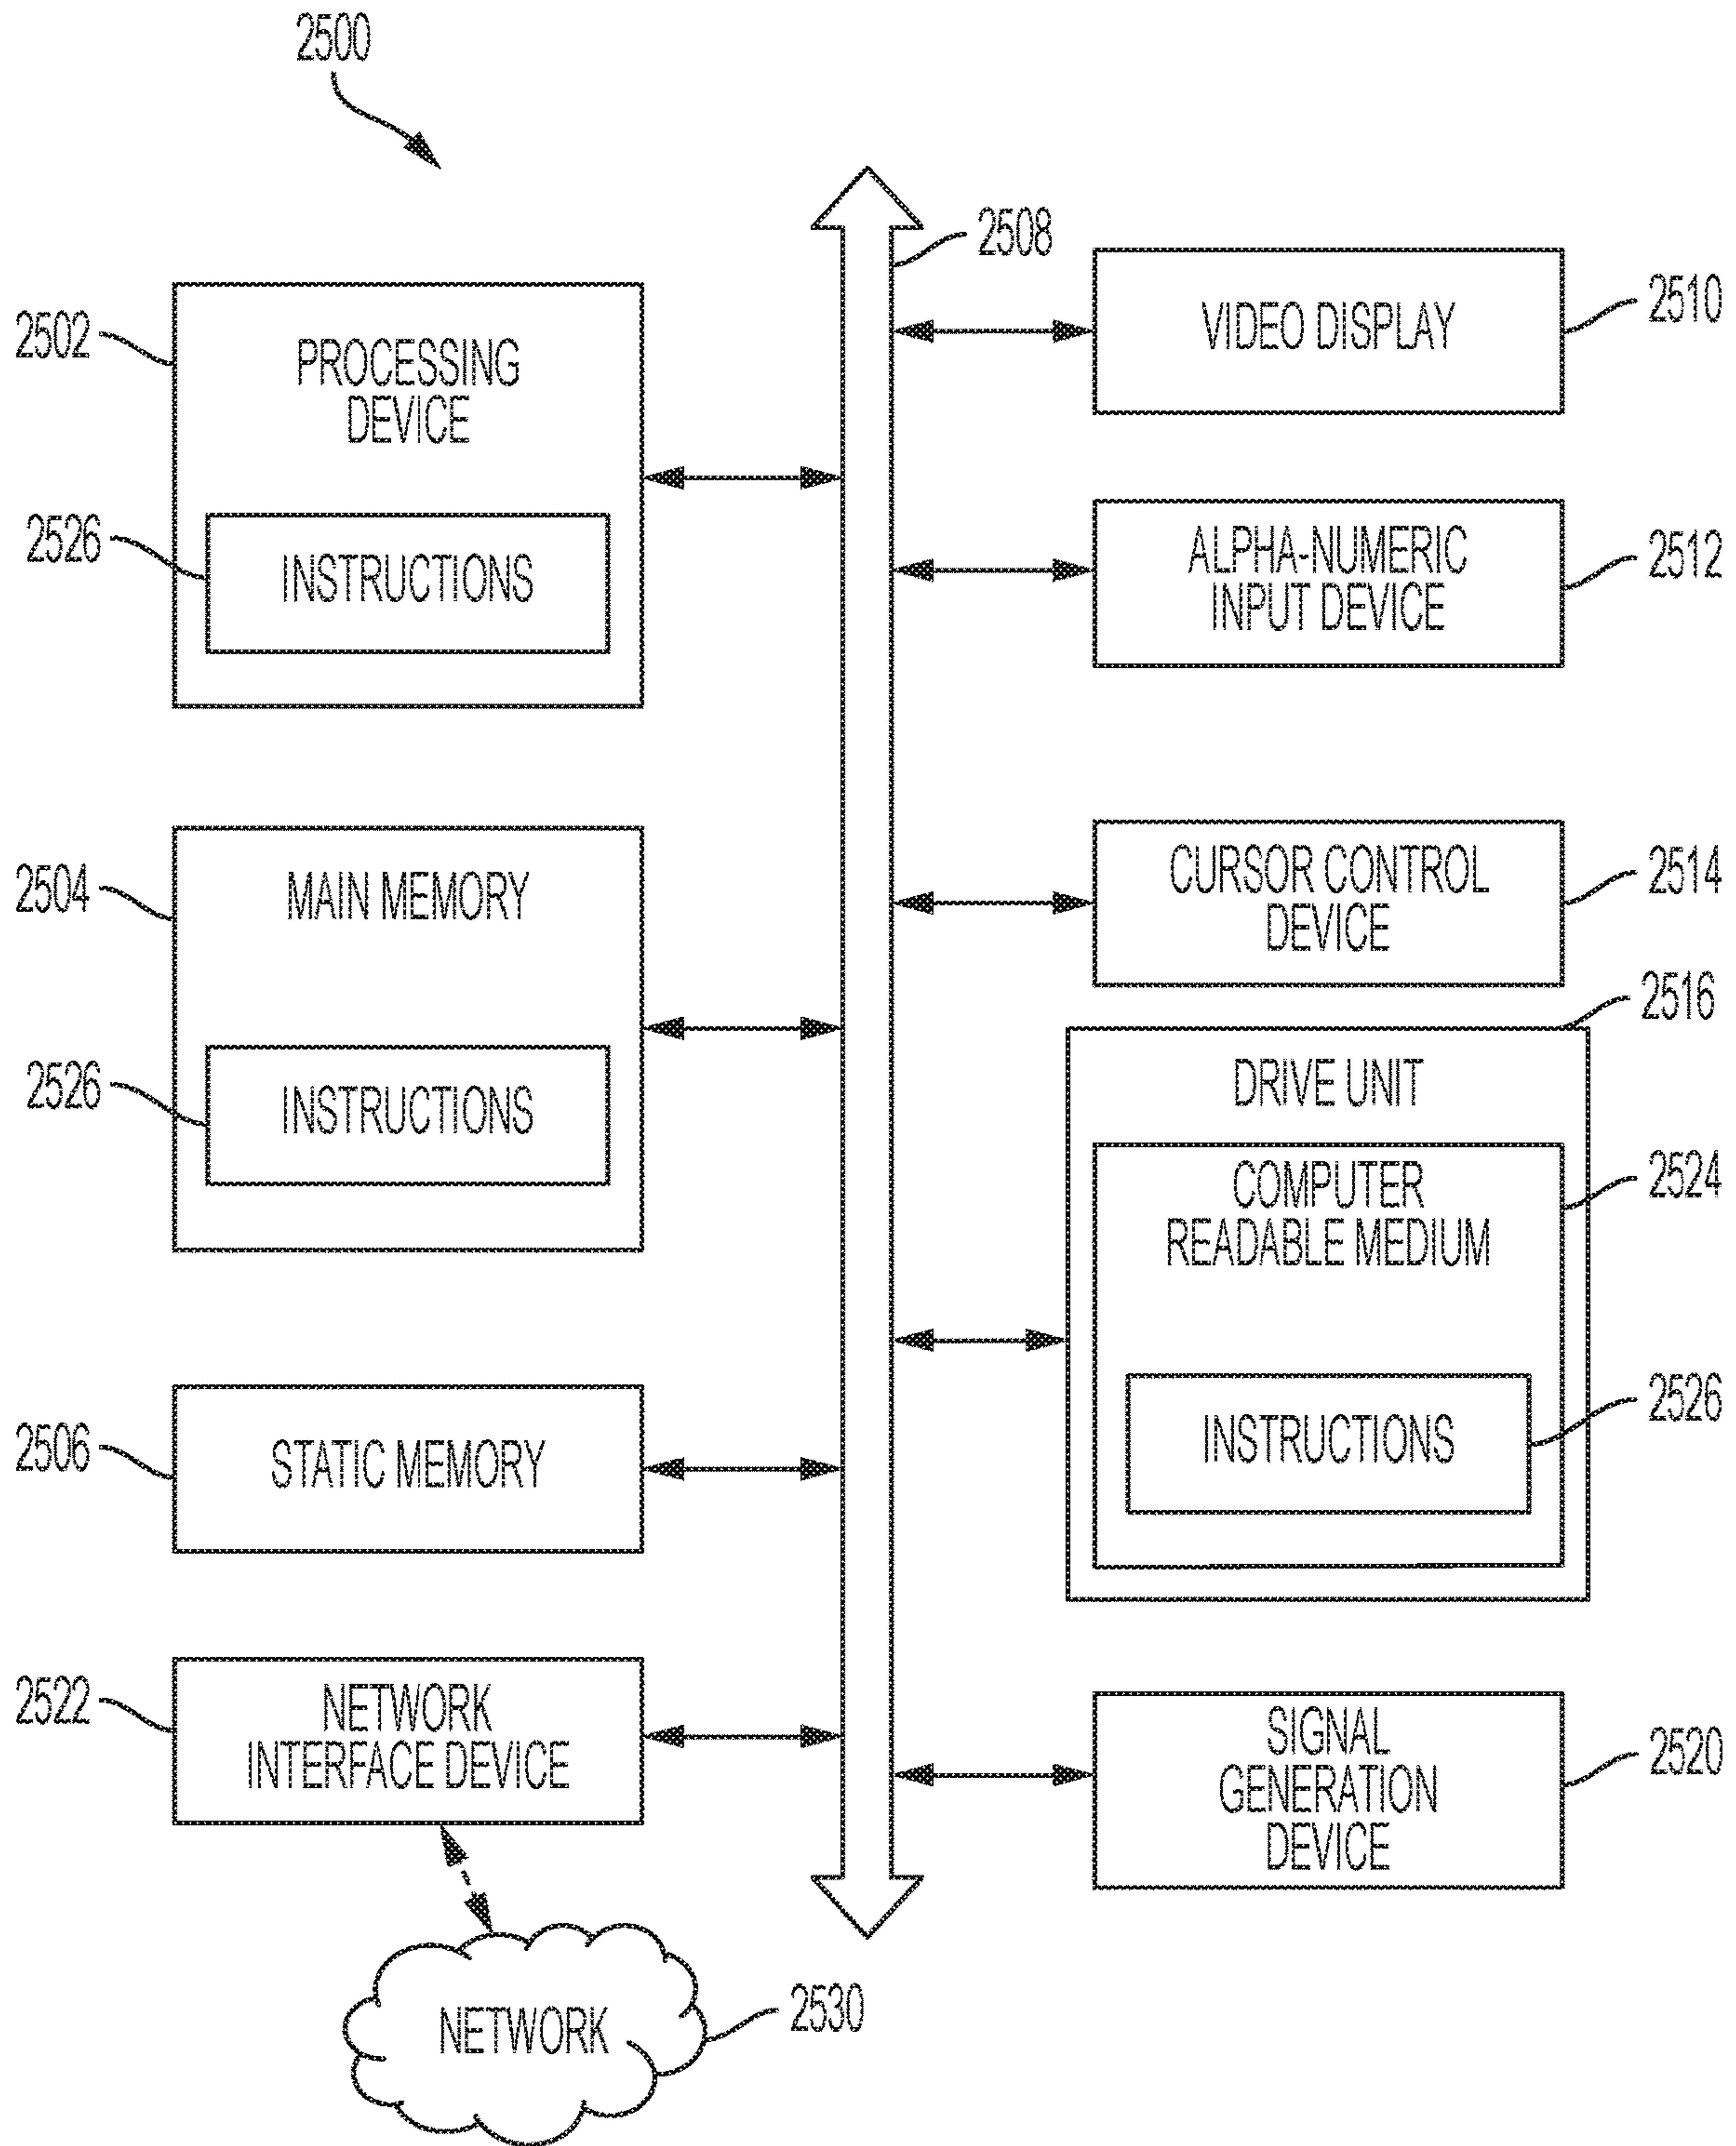 2500
2508
2502
PROCESSING
DEVICE
2526
INSTRUCTIONS
VIDEO DISPLAY
2510
ALPHA-NUMERIC
INPUT DEVICE
2512
2504
MAIN MEMORY
2526
INSTRUCTIONS
CURSOR CONTROL
DEVICE
2514
2516
DRIVE UNIT
COMPUTER
READABLE MEDIUM
2524
INSTRUCTIONS
2526
2506
STATIC MEMORY
2522
NETWORK
INTERFACE DEVICE
SIGNAL
GENERATION
DEVICE
2520
NETWORK
2530